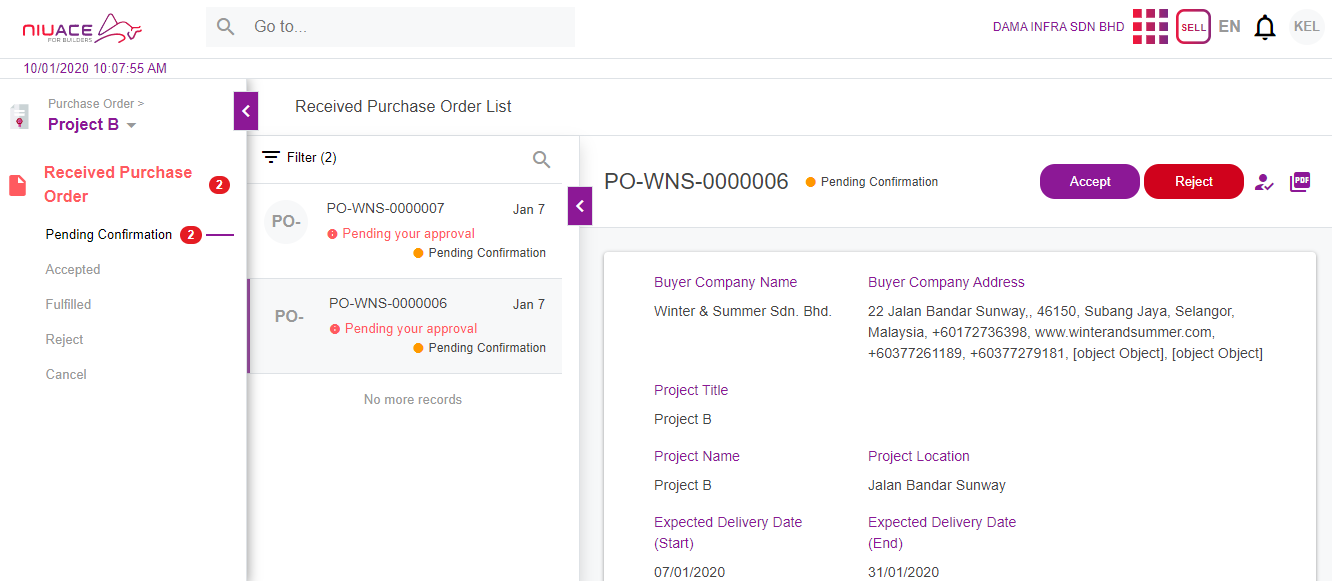 NIUACE
FOR BUILDERS
Go to...
DAMA INFRA SDN BHD
SELL
EN
KEL
10/01/2020 10:07:55 AM
Purchase Order >
Project B
Received Purchase
Order
2
Pending Confirmation 2
Accepted
Fulfilled
Reject
Cancel
Received Purchase Order List
Filter (2)
PO-
PO-WNS-0000007
Jan 7
Pending your approval
Pending Confirmation
PO-
PO-WNS-0000006
Jan 7
Pending your approval
Pending Confirmation
No more records
PO-WNS-0000006
Pending Confirmation
Accept
Reject
PDF
Buyer Company Name
Winter & Summer Sdn. Bhd.
Buyer Company Address
22 Jalan Bandar Sunway,, 46150, Subang Jaya, Selangor,
Malaysia, +60172736398, www.winterandsummer.com,
+60377261189, +60377279181, [object Object], [object Object]
Project Title
Project B
Project Name
Project B
Project Location
Jalan Bandar Sunway
Expected Delivery Date
(Start)
07/01/2020
Expected Delivery Date
(End)
31/01/2020